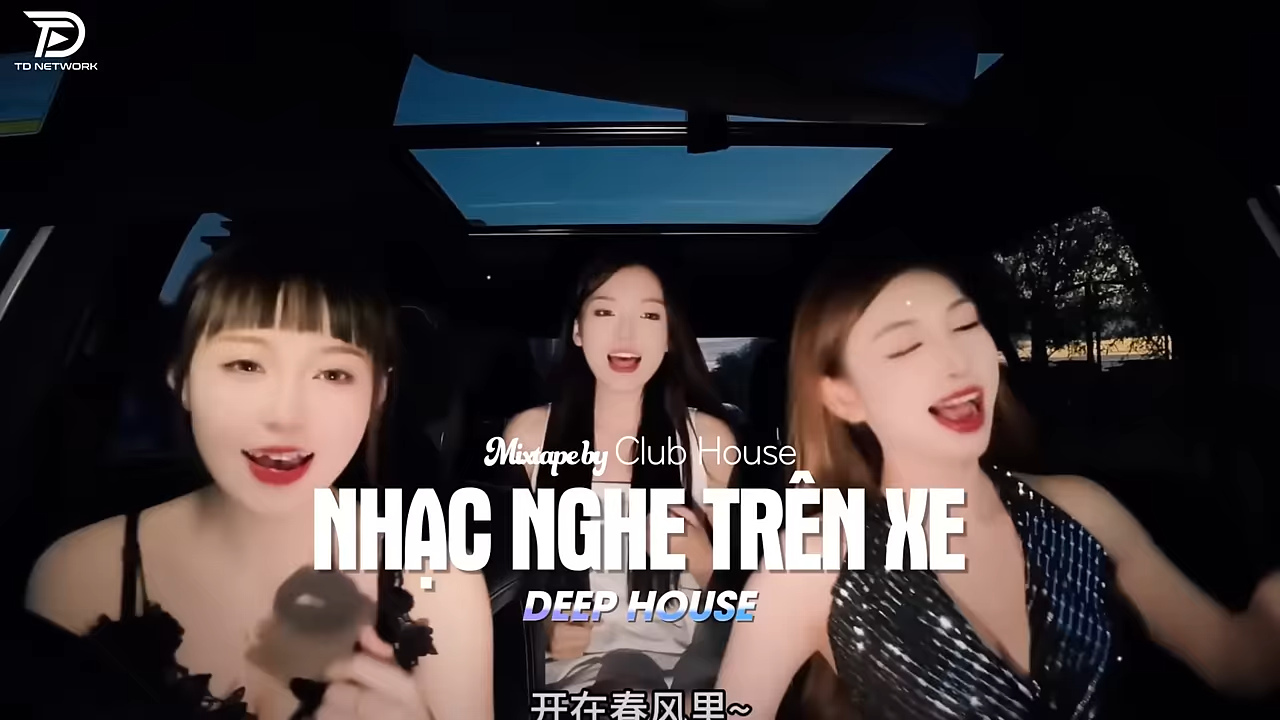 TD NETWORK
Mixtape by Club House
NHẠC NGHE TRÊN XE
DEEP HOUSE
开在春风里~